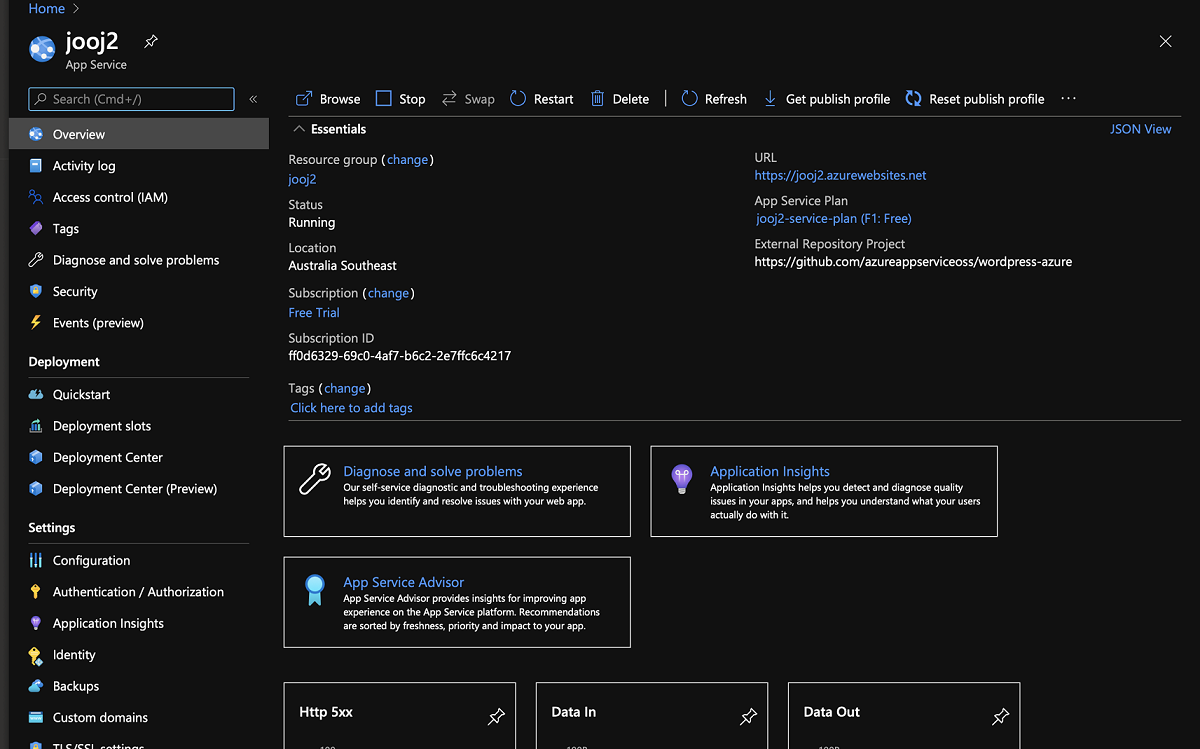 Home
jooj2
App Service
Search (Cmd+/)
«
Browse
Stop
Swap
Restart
Delete
Refresh
Get publish profile
Reset publish profile
···
Overview
Activity log
Access control (IAM)
Tags
Diagnose and solve problems
Security
Events (preview)
Deployment
Quickstart
Deployment slots
Deployment Center
Deployment Center (Preview)
Settings
Configuration
Authentication / Authorization
Application Insights
Identity
Backups
Custom domains
TLS/SSL settings
Essentials
JSON View
Resource group (change)
jooj2
Status
Running
Location
Australia Southeast
Subscription (change)
Free Trial
Subscription ID
ff0d6329-69c0-4af7-b6c2-2e7ffc6c4217
Tags (change)
Click here to add tags
URL
https://jooj2.azurewebsites.net
App Service Plan
jooj2-service-plan (F1: Free)
External Repository Project
https://github.com/azureappserviceoss/wordpress-azure
Diagnose and solve problems
Our self-service diagnostic and troubleshooting experience
helps you identify and resolve issues with your web app.
Application Insights
Application Insights helps you detect and diagnose quality
issues in your apps, and helps you understand what your users
actually do with it.
App Service Advisor
App Service Advisor provides insights for improving app
experience on the App Service platform. Recommendations
are sorted by freshness, priority and impact to your app.
Http 5xx
Data In
Data Out